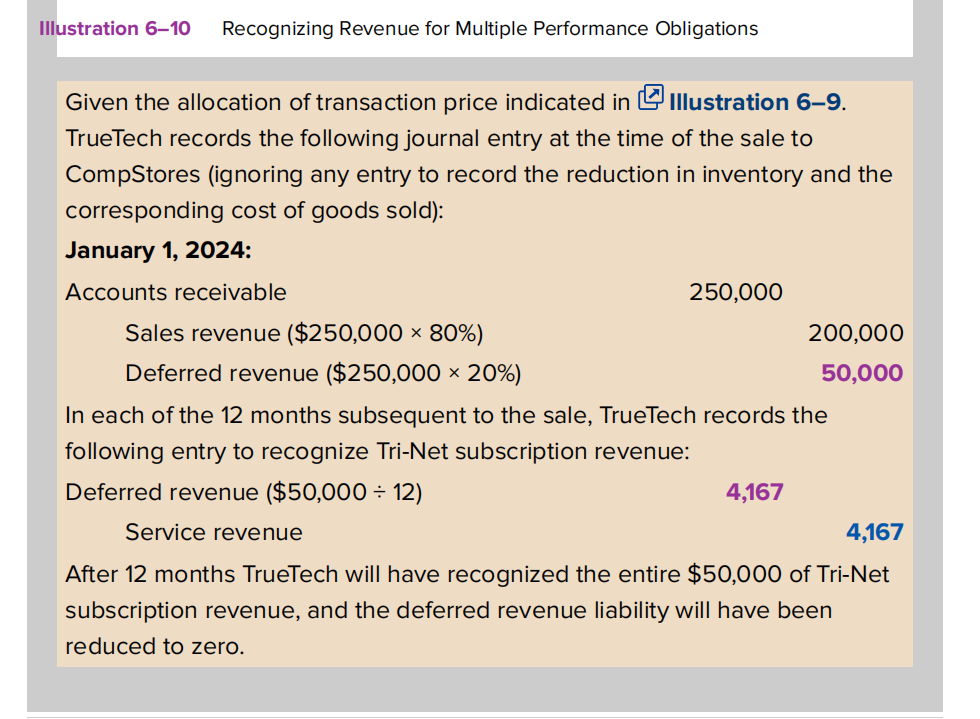 Illustration 6–10 Recognizing Revenue for Multiple Performance Obligations
Given the allocation of transaction price indicated in Illustration 6–9.
TrueTech records the following journal entry at the time of the sale to
CompStores (ignoring any entry to record the reduction in inventory and the
corresponding cost of goods sold):
January 1, 2024:
Accounts receivable 250,000
Sales revenue ($250,000 × 80%) 200,000
Deferred revenue ($250,000 × 20%) 50,000
In each of the 12 months subsequent to the sale, TrueTech records the
following entry to recognize Tri-Net subscription revenue:
Deferred revenue ($50,000 ÷ 12) 4,167
Service revenue 4,167
After 12 months TrueTech will have recognized the entire $50,000 of Tri-Net
subscription revenue, and the deferred revenue liability will have been
reduced to zero.